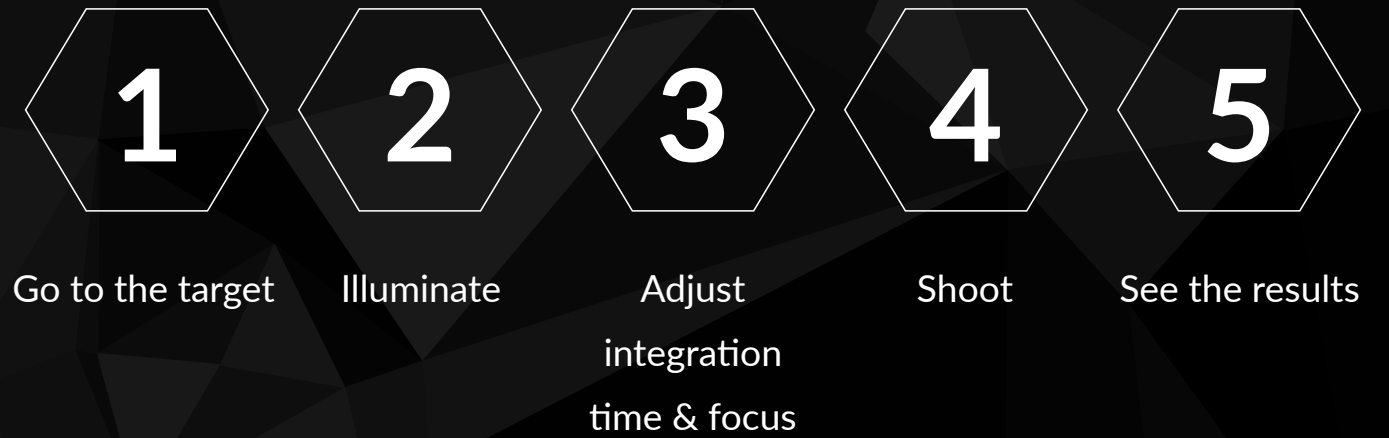 1
2
3
4
5
Go to the target
Illuminate
Adjust
integration
time & focus
Shoot
See the results